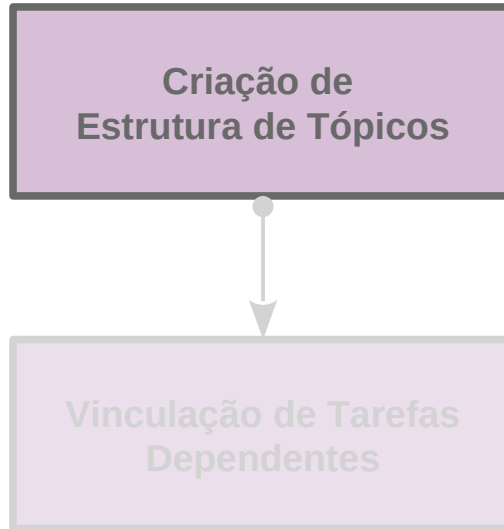 Criação de
Estrutura de Tópicos
Vinculação de Tarefas
Dependentes